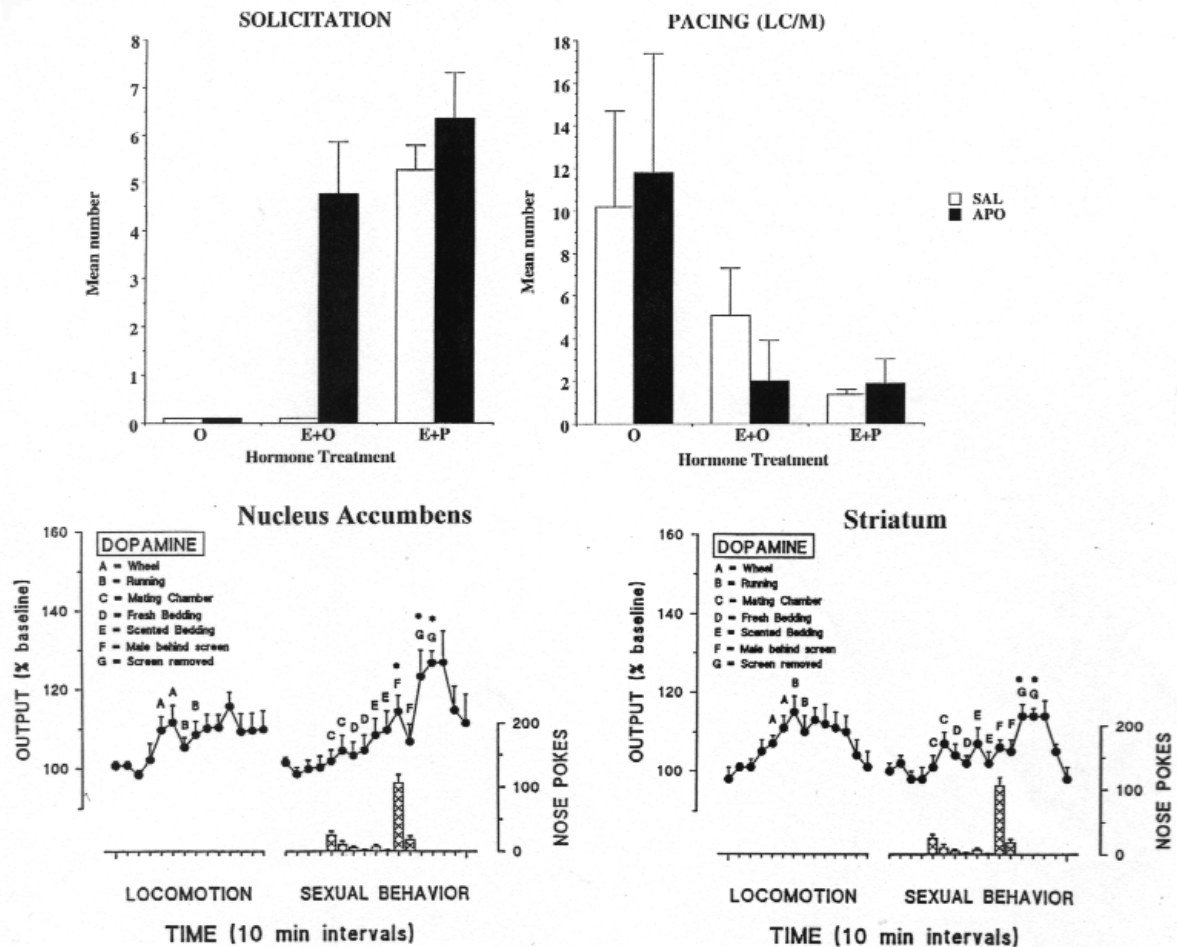 SOLICITATION
8
7
6
5
4
3
2
1
0
Mean number
O E+O E+P
Hormone Treatment
PACING (LC/M)
18
16
14
12
10
8
6
4
2
0
Mean number
O E+O E+P
Hormone Treatment
SAL
APO
Nucleus Accumbens
160
140
120
100
OUTPUT (% baseline)
DOPAMINE
A = Wheel
B = Running
C = Mating Chamber
D = Fresh Bedding
E = Scented Bedding
F = Male behind screen
G = Screen removed
A A B B
C D D E E F F G G
* * *
200
100
0
NOSE POKES
LOCOMOTION SEXUAL BEHAVIOR
TIME (10 min intervals)
Striatum
160
140
120
100
OUTPUT (% baseline)
DOPAMINE
A = Wheel
B = Running
C = Mating Chamber
D = Fresh Bedding
E = Scented Bedding
F = Male behind screen
G = Screen removed
A A B B
C C D D E E F F G G
* *
200
100
0
NOSE POKES
LOCOMOTION SEXUAL BEHAVIOR
TIME (10 min intervals)